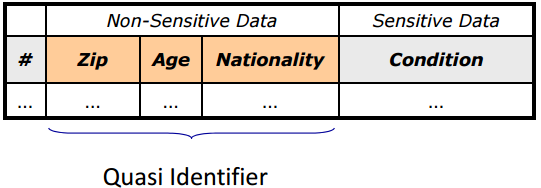 Non-Sensitive Data Sensitive Data
# Zip Age Nationality Condition
... ... ... ... ...
Quasi Identifier